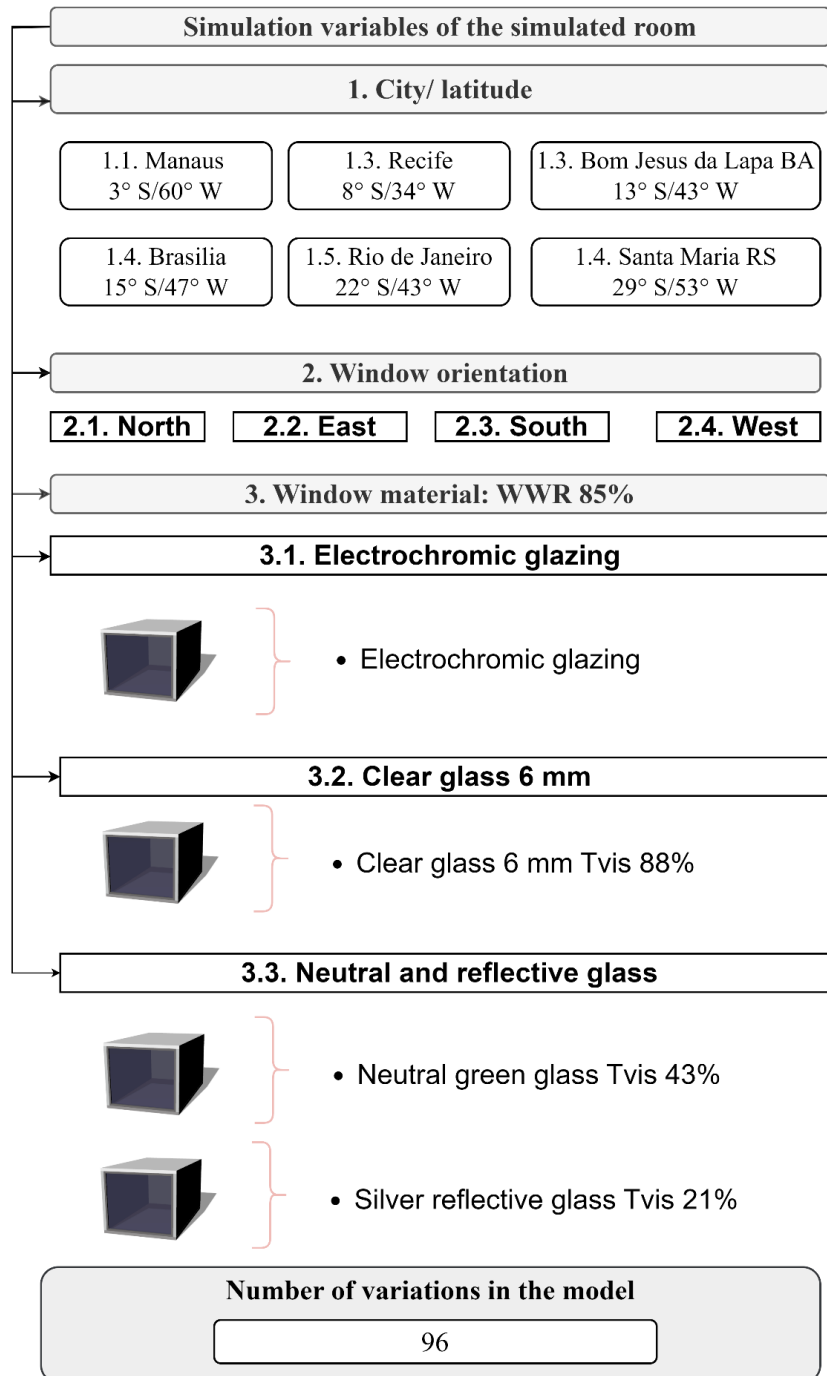 Simulation variables of the simulated room
1. City/ latitude
1.1. Manaus
3° S/60° W
1.3. Recife
8° S/34° W
1.3. Bom Jesus da Lapa BA
13° S/43° W
1.4. Brasilia
15° S/47° W
1.5. Rio de Janeiro
22° S/43° W
1.4. Santa Maria RS
29° S/53° W
2. Window orientation
2.1. North
2.2. East
2.3. South
2.4. West
3. Window material: WWR 85%
3.1. Electrochromic glazing
• Electrochromic glazing
3.2. Clear glass 6 mm
• Clear glass 6 mm Tvis 88%
3.3. Neutral and reflective glass
• Neutral green glass Tvis 43%
• Silver reflective glass Tvis 21%
Number of variations in the model
96